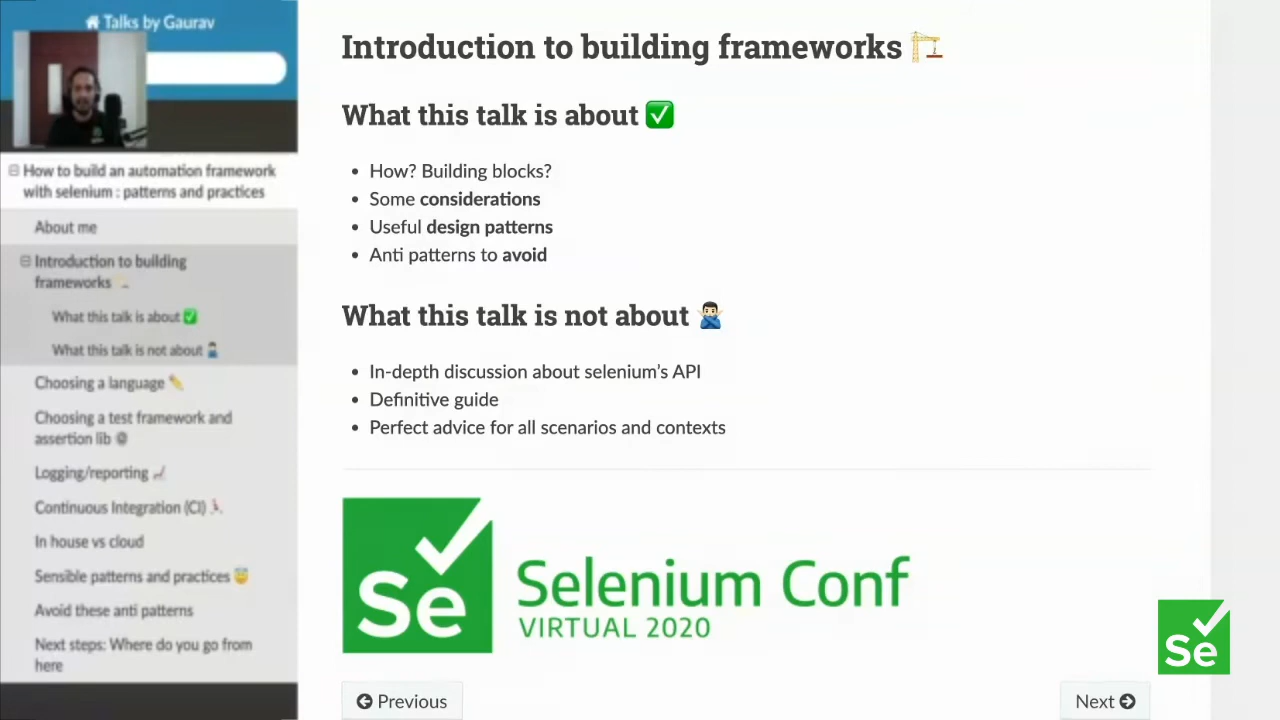 Talks by Gaurav
How to build an automation framework
with selenium : patterns and practices
About me
Introduction to building
frameworks
What this talk is about
What this talk is not about
Choosing a language
Choosing a test framework and
assertion lib
Logging/reporting
Continuous Integration (CI)
In house vs cloud
Sensible patterns and practices
Avoid these anti patterns
Next steps: Where do you go from
here
Introduction to building frameworks
What this talk is about
• How? Building blocks?
• Some considerations
• Useful design patterns
• Anti patterns to avoid
What this talk is not about
• In-depth discussion about selenium's API
• Definitive guide
• Perfect advice for all scenarios and contexts
Se
Selenium Conf
VIRTUAL 2020
Previous
Next
Se